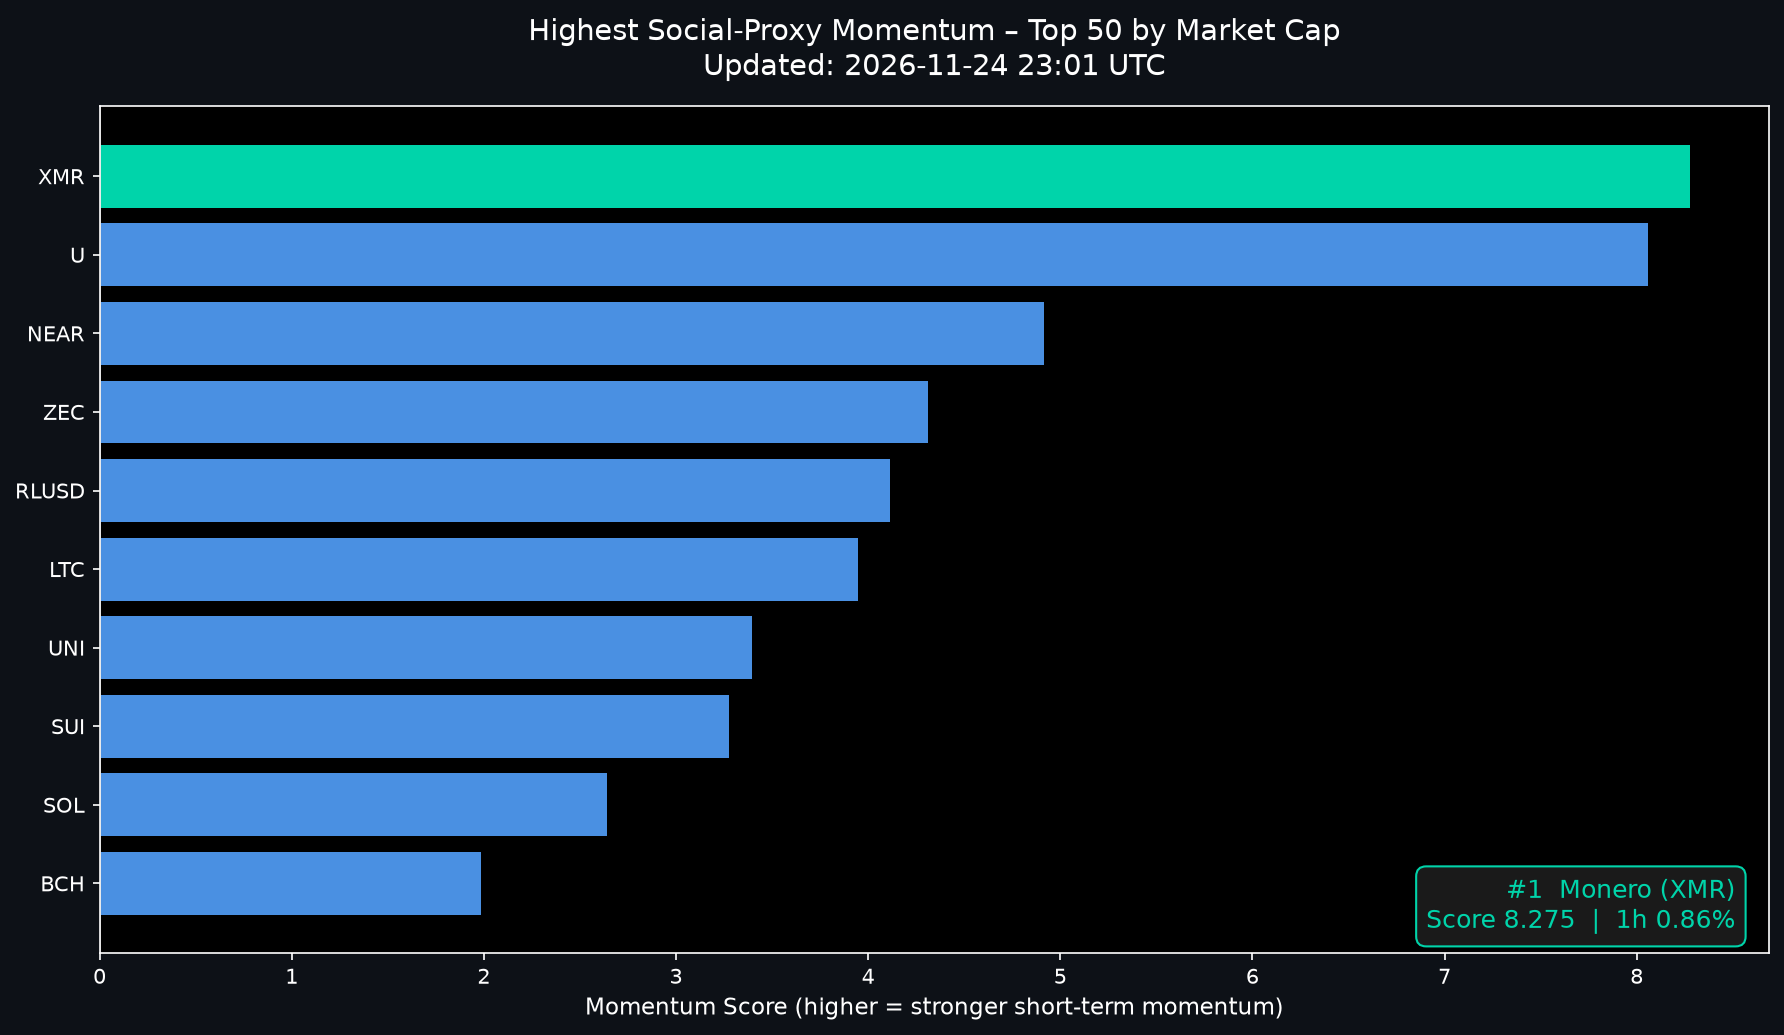 Highest Social-Proxy Momentum – Top 50 by Market Cap
Updated: 2026-11-24 23:01 UTC
XMR
U
NEAR
ZEC
RLUSD
LTC
UNI
SUI
SOL
BCH
#1  Monero (XMR)
Score 8.275  |  1h 0.86%
0 1 2 3 4 5 6 7 8
Momentum Score (higher = stronger short-term momentum)